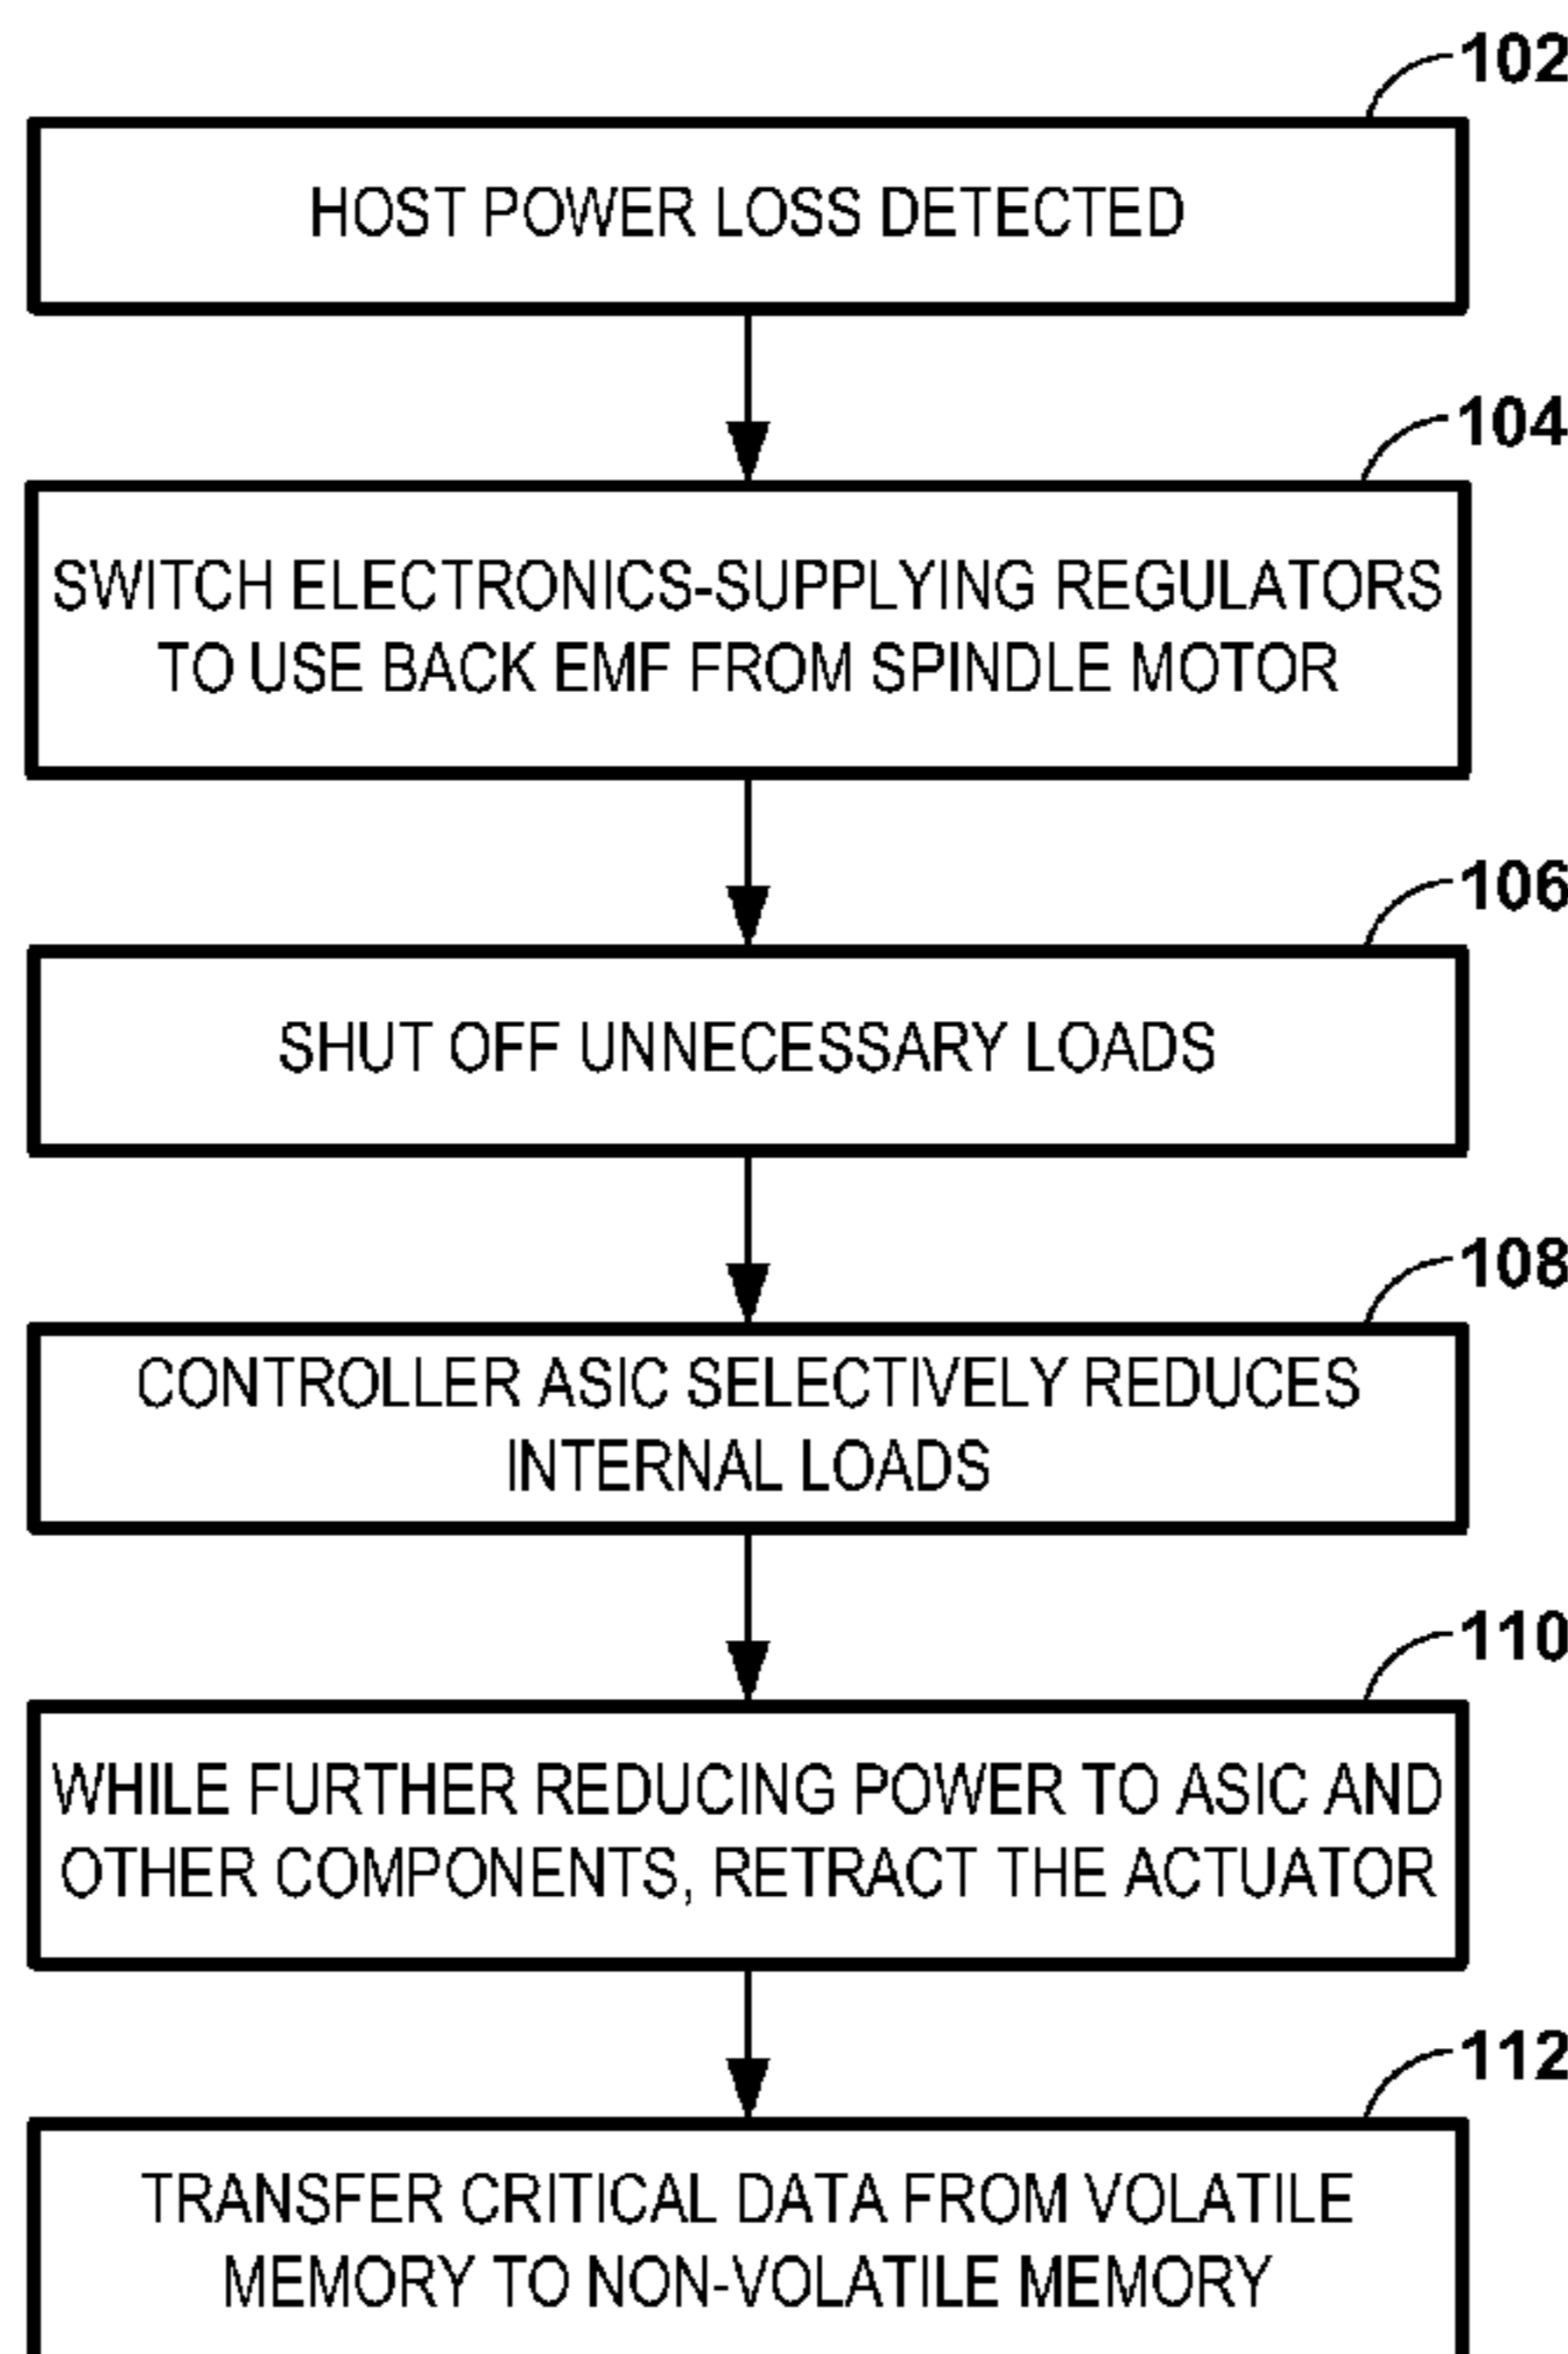 102
HOST POWER LOSS DETECTED
104
SWITCH ELECTRONICS-SUPPLYING REGULATORS
TO USE BACK EMF FROM SPINDLE MOTOR
106
SHUT OFF UNNECESSARY LOADS
108
CONTROLLER ASIC SELECTIVELY REDUCES
INTERNAL LOADS
110
WHILE FURTHER REDUCING POWER TO ASIC AND
OTHER COMPONENTS, RETRACT THE ACTUATOR
112
TRANSFER CRITICAL DATA FROM VOLATILE
MEMORY TO NON-VOLATILE MEMORY